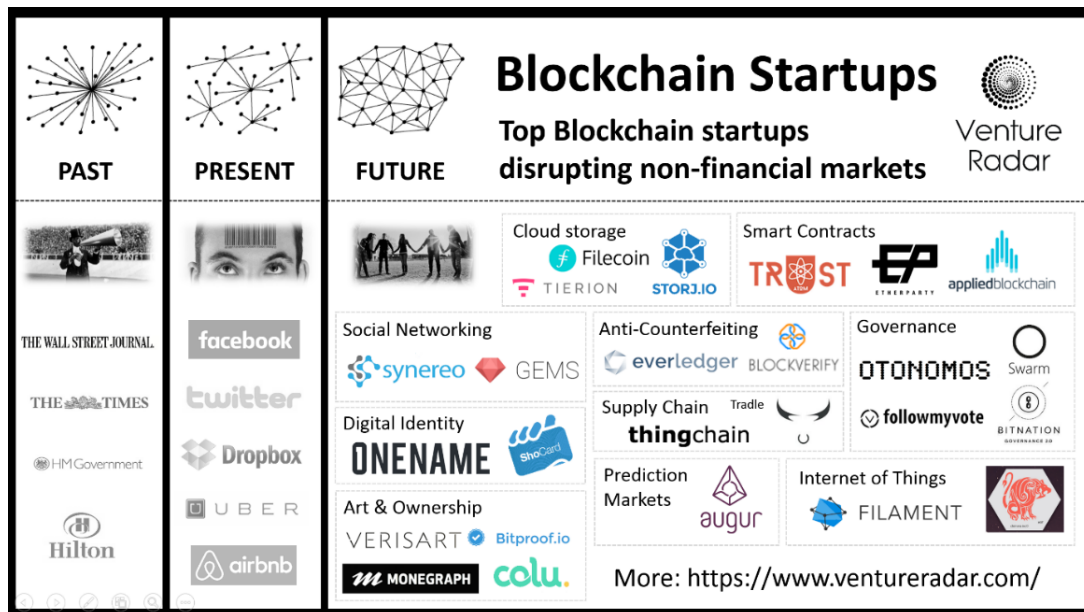 Blockchain Startups
Top Blockchain startups
disrupting non-financial markets
Venture
Radar
PAST
PRESENT
FUTURE
THE WALL STREET JOURNAL.
THE TIMES
HM Government
Hilton
facebook
twitter
Dropbox
UBER
airbnb
Cloud storage
Filecoin
TIERION
STORJ.IO
Smart Contracts
TRUST
ATOM
EP
ETHERPARTY
appliedblockchain
Social Networking
synereo
GEMS
Anti-Counterfeiting
everledger
BLOCKVERIFY
Governance
OTONOMOS
Swarm
followmyvote
BITNATION
GOVERNANCE 2.0
Digital Identity
ONENAME
ShoCard
Supply Chain
Tradle
thingchain
Prediction
Markets
augur
Internet of Things
FILAMENT
Art & Ownership
VERISART
Bitproof.io
MONEGRAPH
colu.
More: https://www.ventureradar.com/